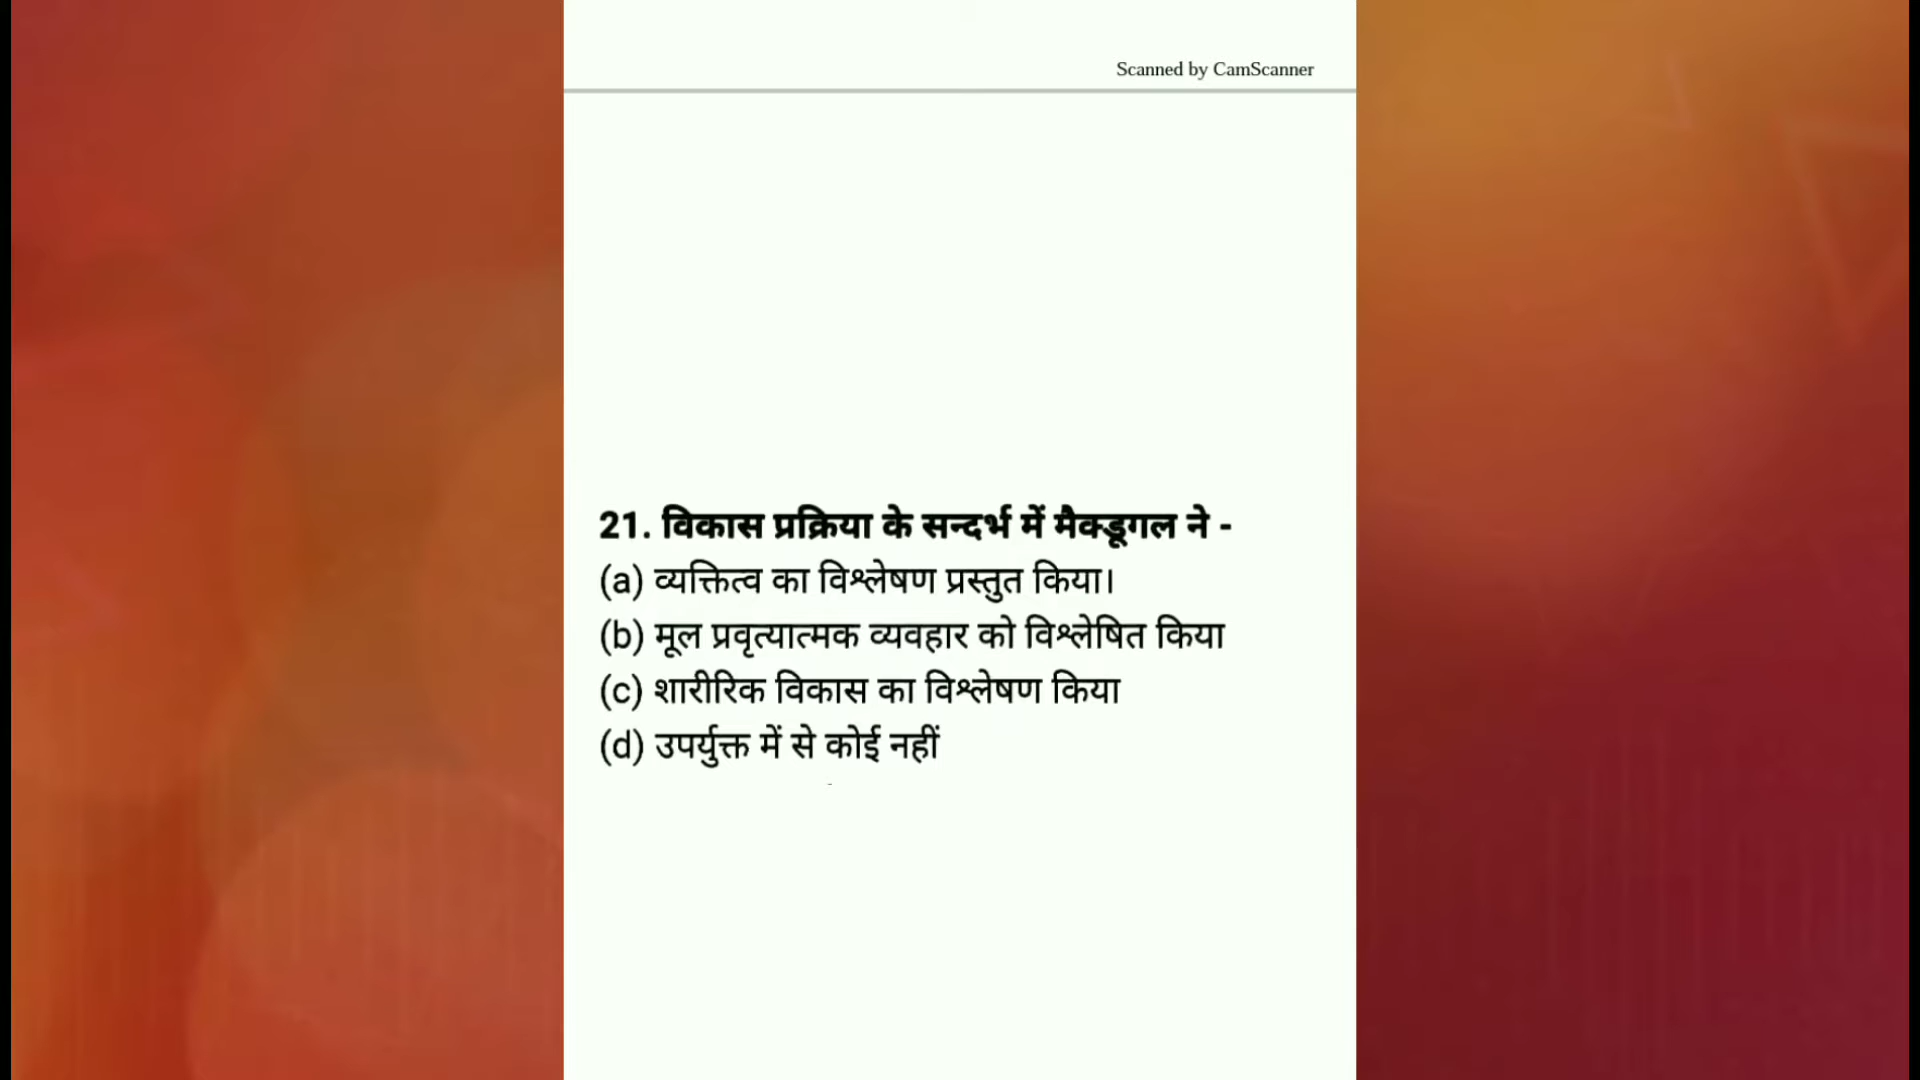 Scanned by CamScanner
21. विकास प्रक्रिया के सन्दर्भ में मैक्डूगल ने -
(a) व्यक्तित्व का विश्लेषण प्रस्तुत किया।
(b) मूल प्रवृत्यात्मक व्यवहार को विश्लेषित किया
(c) शारीरिक विकास का विश्लेषण किया
(d) उपर्युक्त में से कोई नहीं